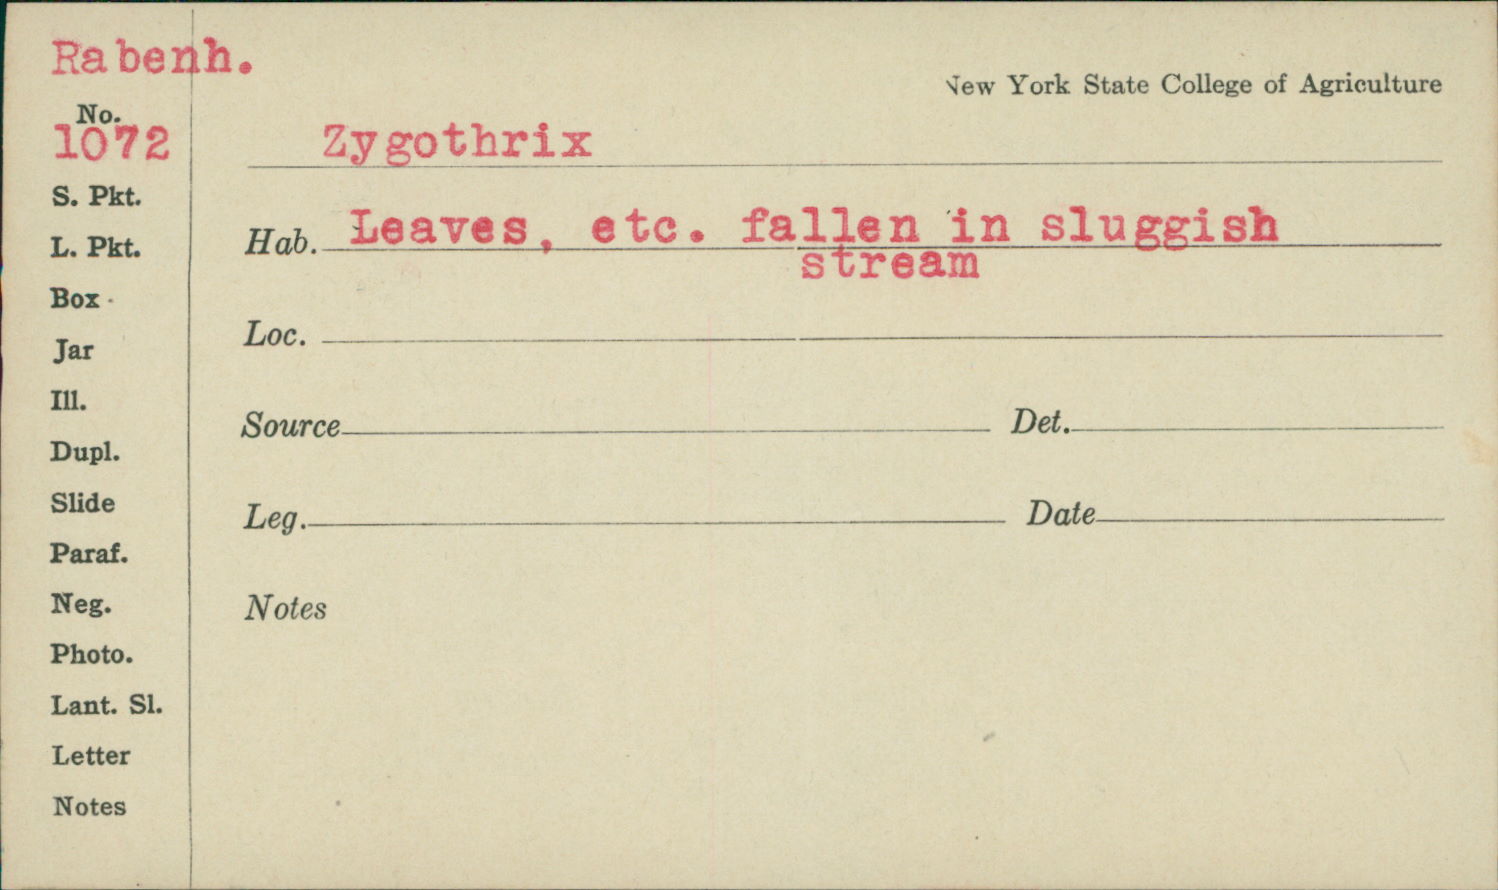 Rabenh.
New York State College of Agriculture
No.
1072
Zygothrix
S. Pkt.
Hab. Leaves, etc. fallen in sluggish
stream
L. Pkt.
Box
Loc.
Jar
Ill.
Source Det.
Dupl.
Slide
Leg. Date
Paraf.
Neg.
Notes
Photo.
Lant. Sl.
Letter
Notes